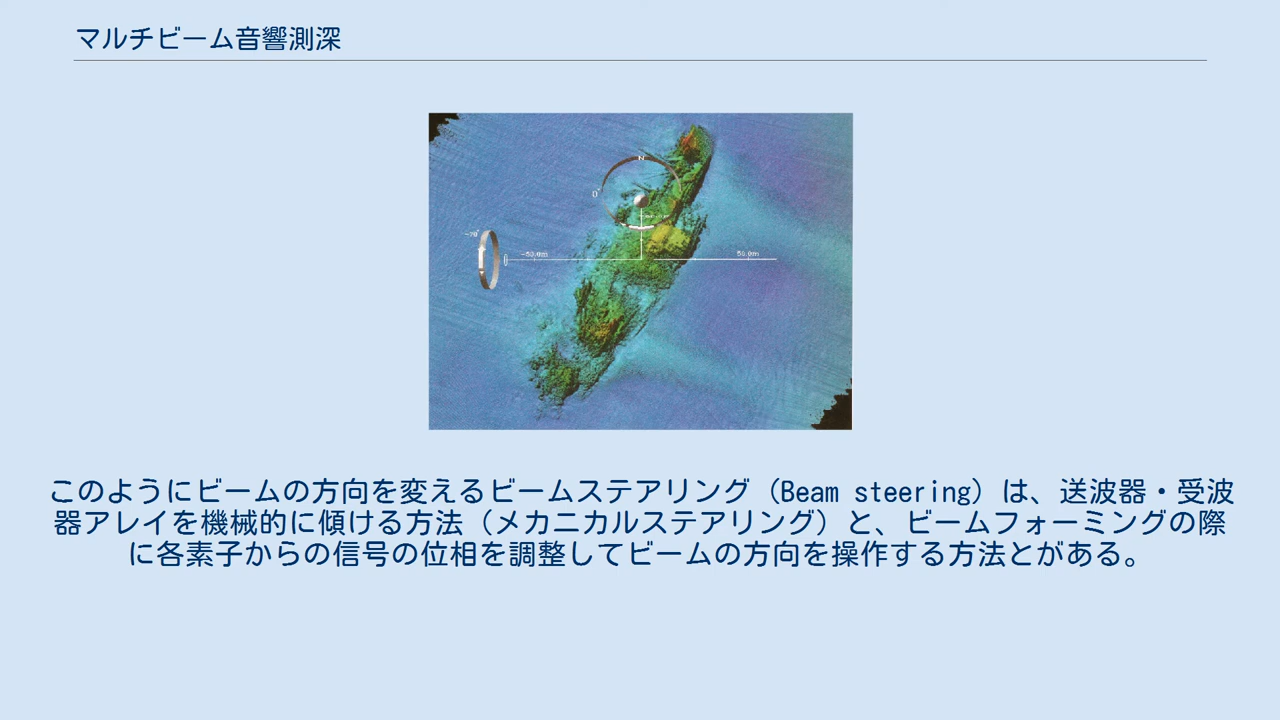 マルチビーム音響測深
N
D
-70°
-50.0m
50.0m
このようにビームの方向を変えるビームステアリング（Beam steering）は、送波器・受波
器アレイを機械的に傾ける方法（メカニカルステアリング）と、ビームフォーミングの際
に各素子からの信号の位相を調整してビームの方向を操作する方法とがある。